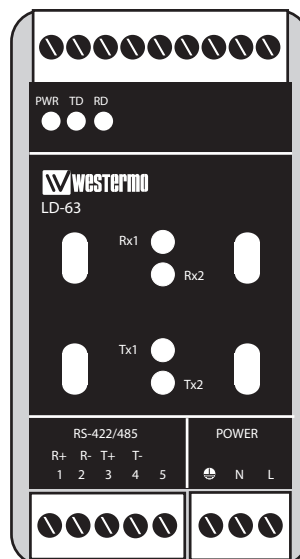 PWR TD RD
Westermo
LD-63
Rx1
Rx2
Tx1
Tx2
RS-422/485 POWER
R+ R- T+ T-
1 2 3 4 5 N L